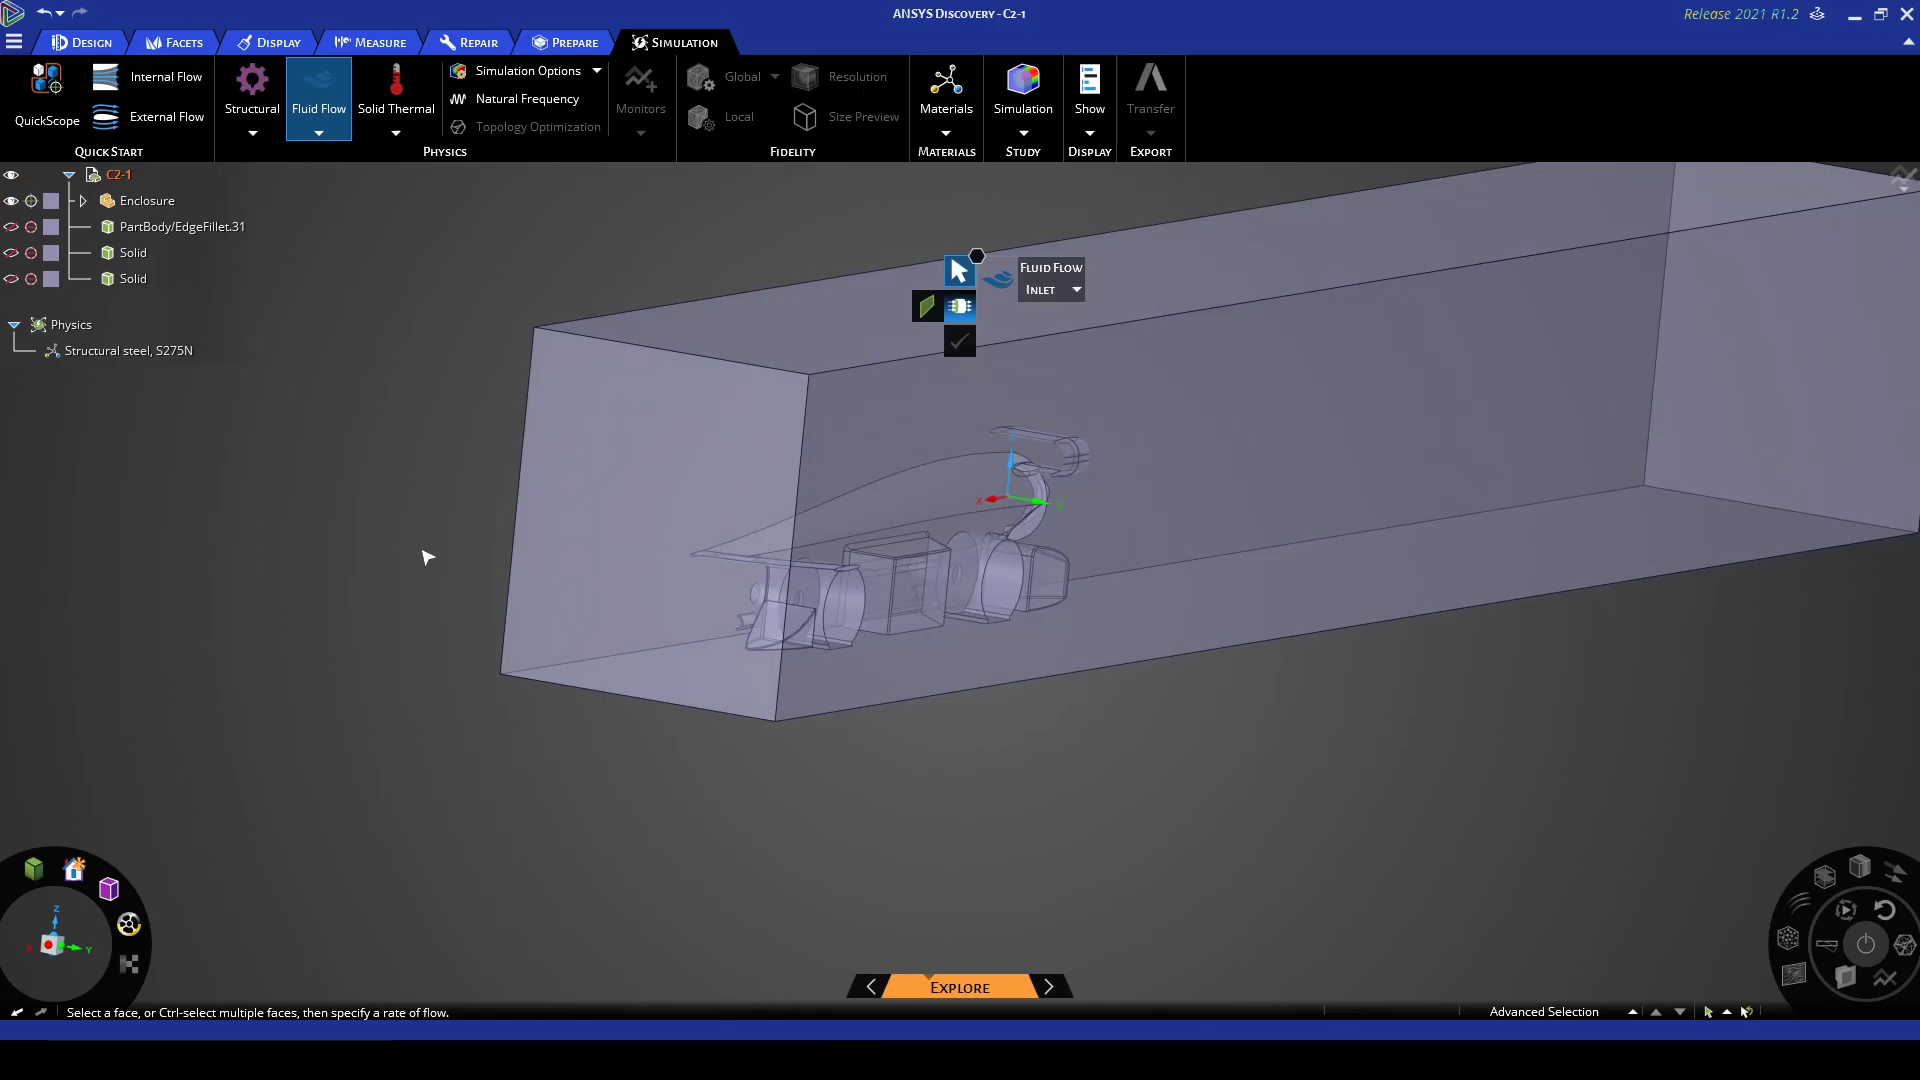 ANSYS Discovery - C2-1
Release 2021 R1.2
Design
Facets
Display
Measure
Repair
Prepare
Simulation
QuickScope
Internal Flow
External Flow
Quick Start
Structural
Fluid Flow
Solid Thermal
Simulation Options
Natural Frequency
Topology Optimization
Physics
Monitors
Global
Local
Resolution
Size Preview
Fidelity
Materials
Materials
Simulation
Study
Show
Display
Transfer
Export
C2-1
Enclosure
PartBody/EdgeFillet.31
Solid
Solid
Physics
Structural steel, S275N
Fluid Flow
Inlet
X
Z
X
Y
Explore
Select a face, or Ctrl-select multiple faces, then specify a rate of flow.
Advanced Selection